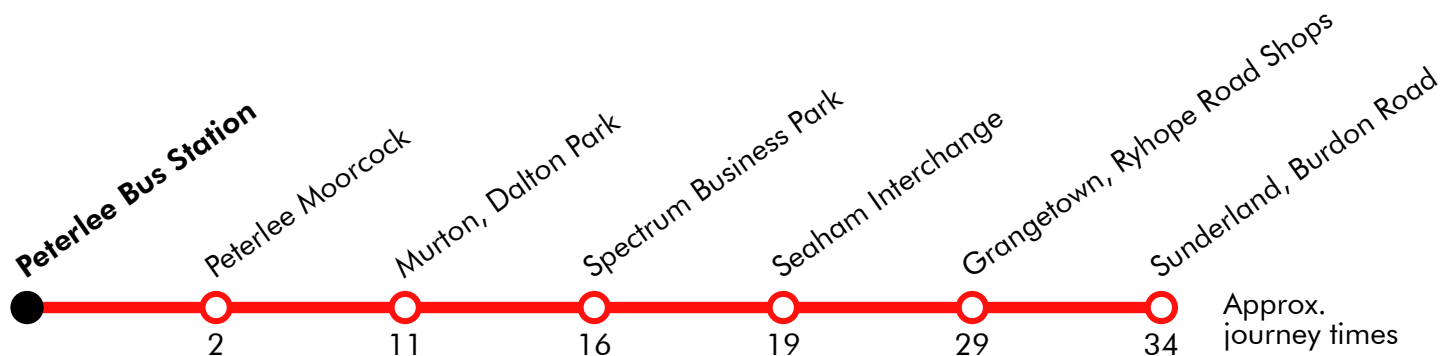 Peterlee Bus Station
Peterlee Moorcock
Murton, Dalton Park
Spectrum Business Park
Seaham Interchange
Grangetown, Ryhope Road Shops
Sunderland, Burdon Road
Approx.
journey times
2
11
16
19
29
34